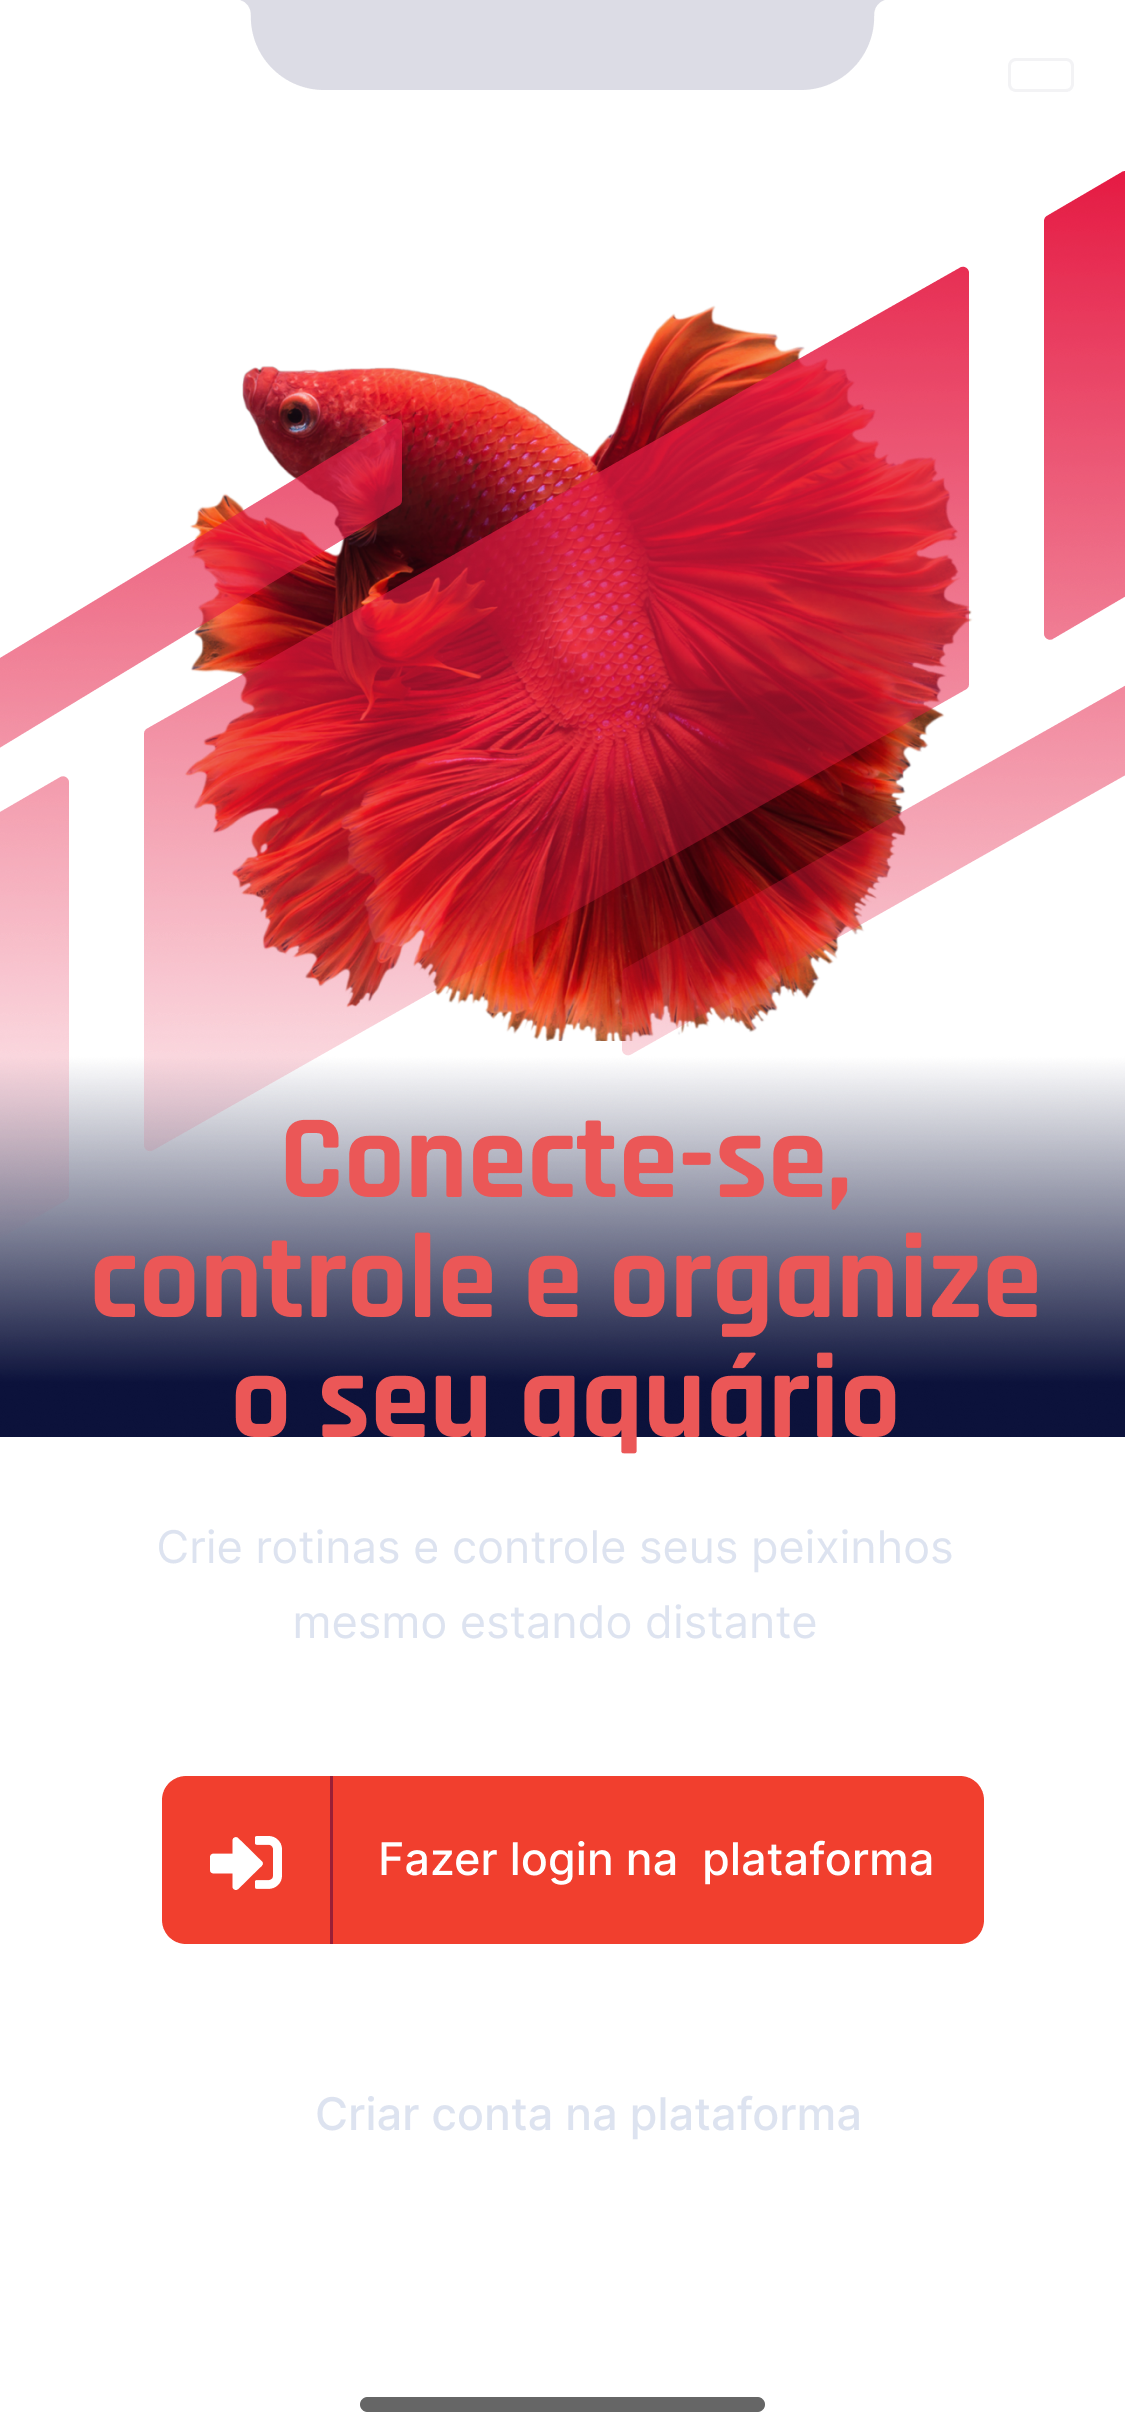 Conecte-se,
controle e organize
o seu aquário
Crie rotinas e controle seus peixinhos
mesmo estando distante
Fazer login na  plataforma
Criar conta na plataforma